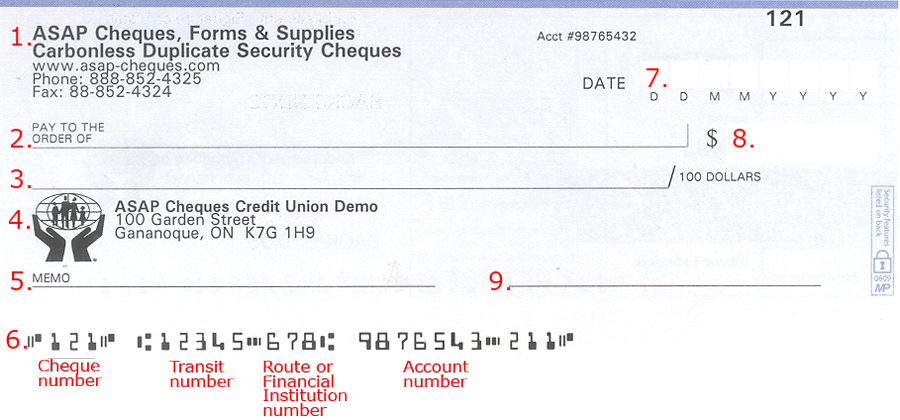 121
1. ASAP Cheques, Forms & Supplies
Carbonless Duplicate Security Cheques
www.asap-cheques.com
Phone: 888-852-4325
Fax: 88-852-4324
Acct #98765432
DATE 7.
D D M M Y Y Y Y
2. PAY TO THE
ORDER OF
$ 8.
3. / 100 DOLLARS
4. ASAP Cheques Credit Union Demo
100 Garden Street
Gananoque, ON K7G 1H9
Security features
listed on back
0609
MP
5. MEMO
9.
6. ⑈121⑈ ⑆12345⑉678⑆ 9876543⑉211⑈
Cheque
number
Transit
number
Route or
Financial
Institution
number
Account
number